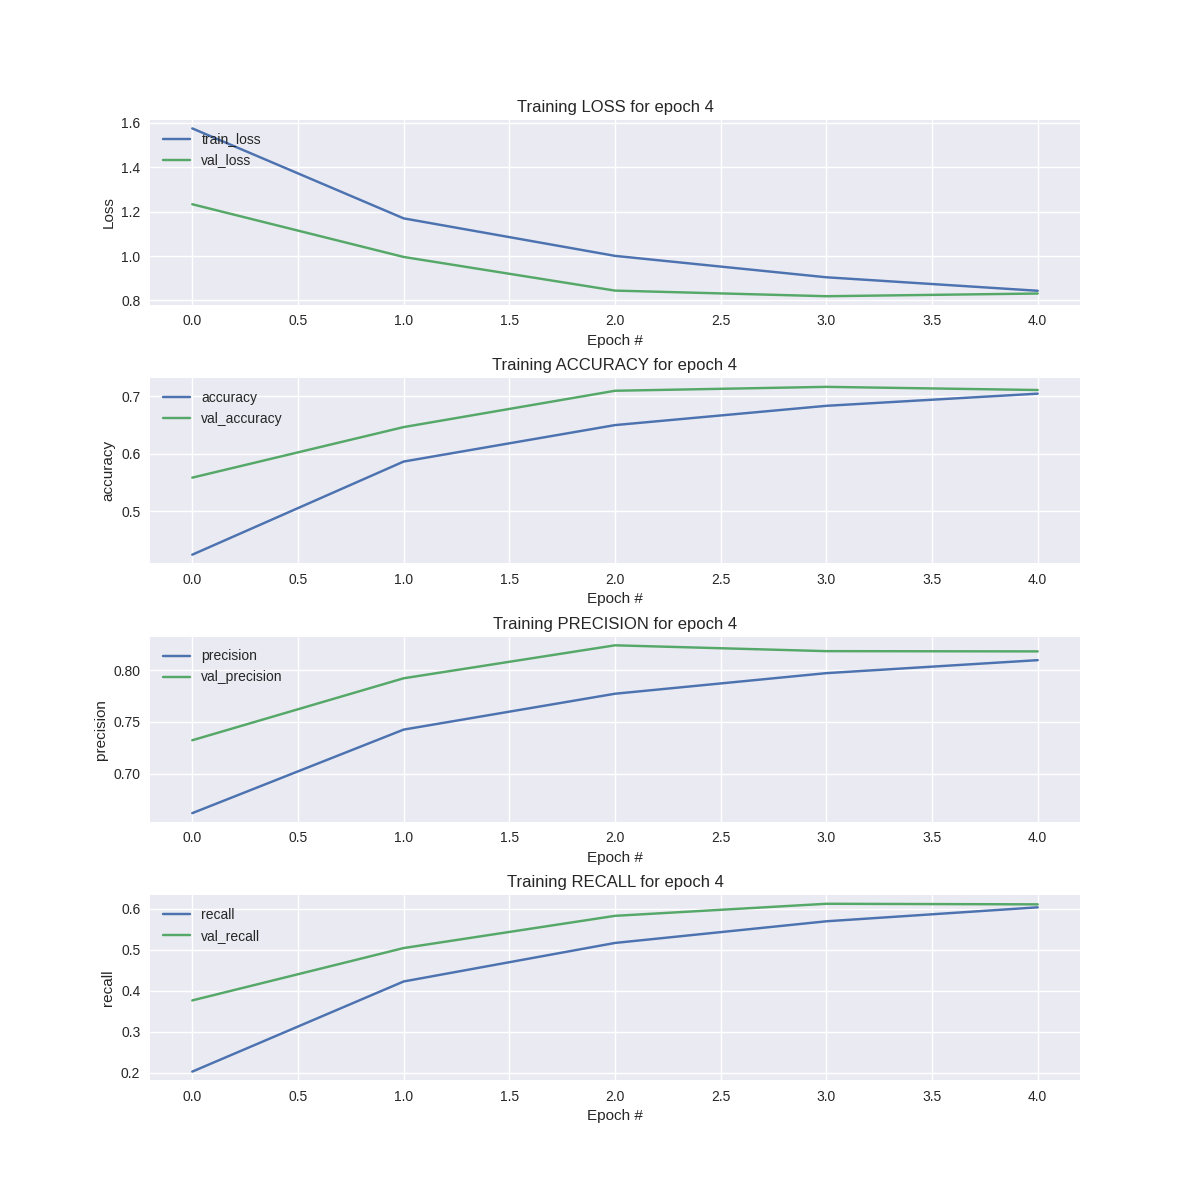 Training LOSS for epoch 4
1.6
1.4
1.2
1.0
0.8
Loss
train_loss
val_loss
0.0 0.5 1.0 1.5 2.0 2.5 3.0 3.5 4.0
Epoch #
Training ACCURACY for epoch 4
0.7
0.6
0.5
accuracy
accuracy
val_accuracy
0.0 0.5 1.0 1.5 2.0 2.5 3.0 3.5 4.0
Epoch #
Training PRECISION for epoch 4
0.80
0.75
0.70
precision
precision
val_precision
0.0 0.5 1.0 1.5 2.0 2.5 3.0 3.5 4.0
Epoch #
Training RECALL for epoch 4
0.6
0.5
0.4
0.3
0.2
recall
recall
val_recall
0.0 0.5 1.0 1.5 2.0 2.5 3.0 3.5 4.0
Epoch #